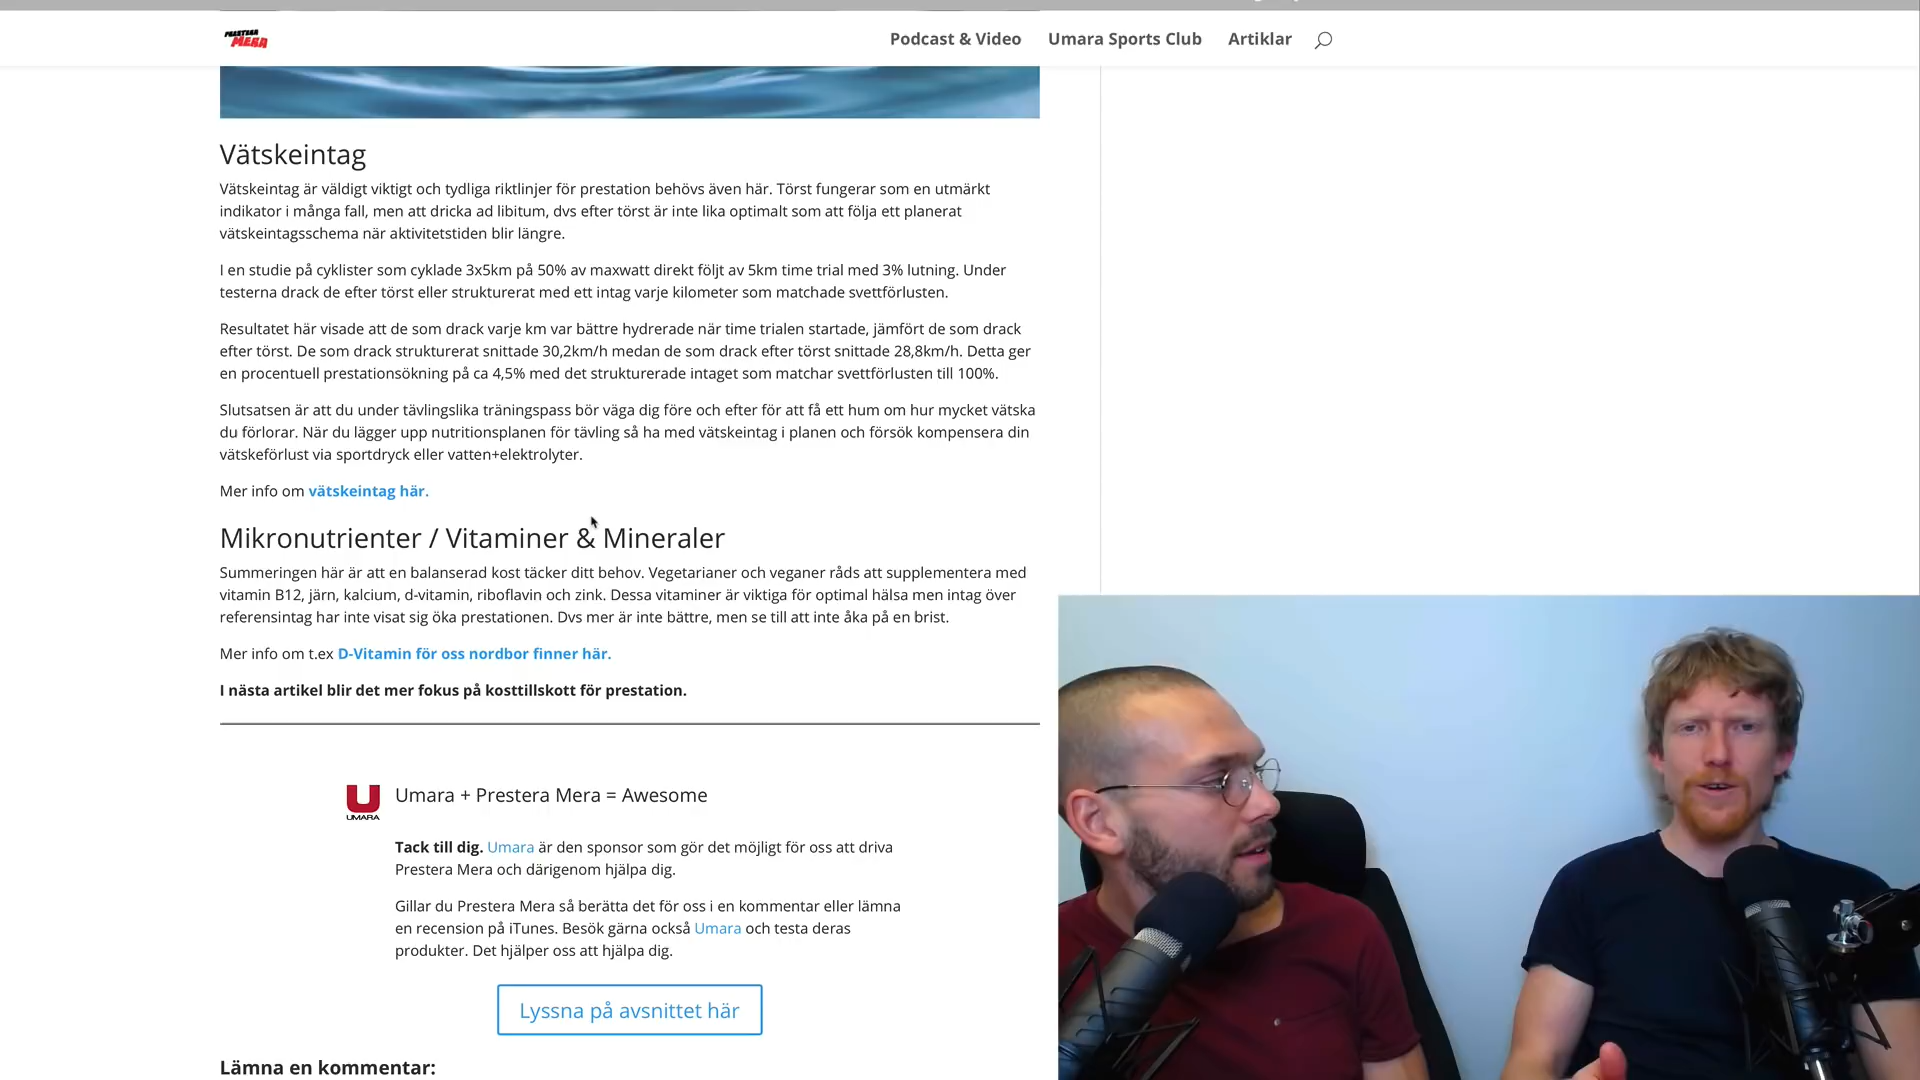 PRESTERA
MERA
Podcast & Video
Umara Sports Club
Artiklar
Vätskeintag
Vätskeintag är väldigt viktigt och tydliga riktlinjer för prestation behövs även här. Törst fungerar som en utmärkt
indikator i många fall, men att dricka ad libitum, dvs efter törst är inte lika optimalt som att följa ett planerat
vätskeintagsschema när aktivitetstiden blir längre.
I en studie på cyklister som cyklade 3x5km på 50% av maxwatt direkt följt av 5km time trial med 3% lutning. Under
testerna drack de efter törst eller strukturerat med ett intag varje kilometer som matchade svettförlusten.
Resultatet här visade att de som drack varje km var bättre hydrerade när time trialen startade, jämfört de som drack
efter törst. De som drack strukturerat snittade 30,2km/h medan de som drack efter törst snittade 28,8km/h. Detta ger
en procentuell prestationsökning på ca 4,5% med det strukturerade intaget som matchar svettförlusten till 100%.
Slutsatsen är att du under tävlingslika träningspass bör väga dig före och efter för att få ett hum om hur mycket vätska
du förlorar. När du lägger upp nutritionsplanen för tävling så ha med vätskeintag i planen och försök kompensera din
vätskeförlust via sportdryck eller vatten+elektrolyter.
Mer info om vätskeintag här.
Mikronutrienter / Vitaminer & Mineraler
Summeringen här är att en balanserad kost täcker ditt behov. Vegetarianer och veganer råds att supplementera med
vitamin B12, järn, kalcium, d-vitamin, riboflavin och zink. Dessa vitaminer är viktiga för optimal hälsa men intag över
referensintag har inte visat sig öka prestationen. Dvs mer är inte bättre, men se till att inte åka på en brist.
Mer info om t.ex D-Vitamin för oss nordbor finner här.
I nästa artikel blir det mer fokus på kosttillskott för prestation.
U
UMARA
Umara + Prestera Mera = Awesome
Tack till dig. Umara är den sponsor som gör det möjligt för oss att driva
Prestera Mera och därigenom hjälpa dig.
Gillar du Prestera Mera så berätta det för oss i en kommentar eller lämna
en recension på iTunes. Besök gärna också Umara och testa deras
produkter. Det hjälper oss att hjälpa dig.
Lyssna på avsnittet här
Lämna en kommentar: